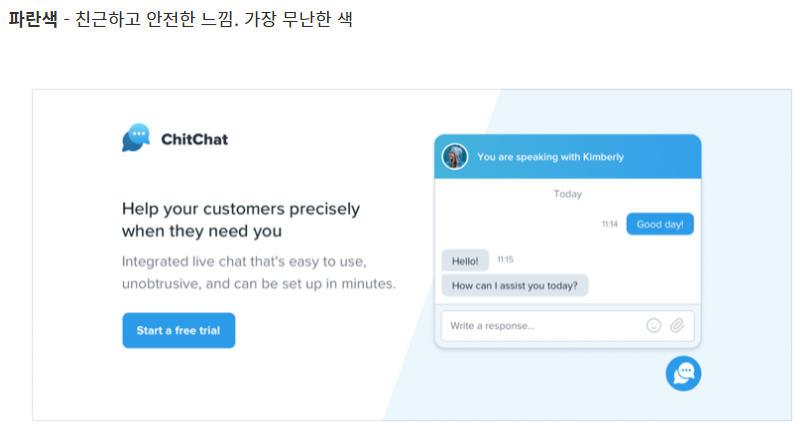 파란색 - 친근하고 안전한 느낌. 가장 무난한 색
ChitChat
Help your customers precisely
when they need you
Integrated live chat that's easy to use,
unobtrusive, and can be set up in minutes.
Start a free trial
You are speaking with Kimberly
Today
11:14 Good day!
Hello! 11:15
How can I assist you today?
Write a response...